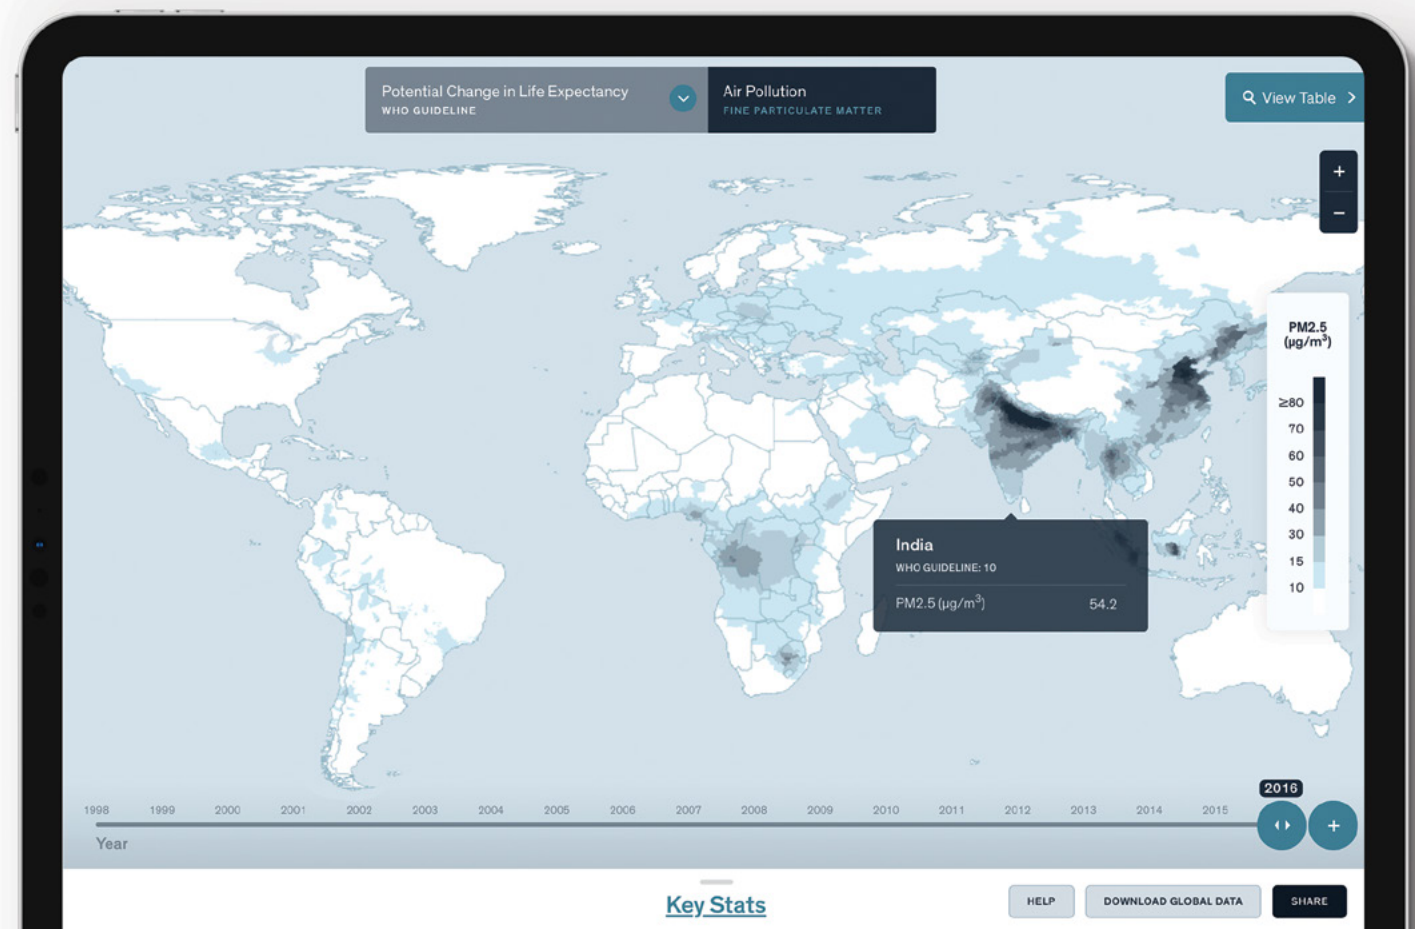 Potential Change in Life Expectancy
WHO GUIDELINE
Air Pollution
FINE PARTICULATE MATTER
View Table
+
−
PM2.5
(µg/m³)
≥80
70
60
50
40
30
15
10
India
WHO GUIDELINE: 10
PM2.5 (µg/m³) 54.2
2016
1998 1999 2000 2001 2002 2003 2004 2005 2006 2007 2008 2009 2010 2011 2012 2013 2014 2015
+
Year
Key Stats
HELP
DOWNLOAD GLOBAL DATA
SHARE